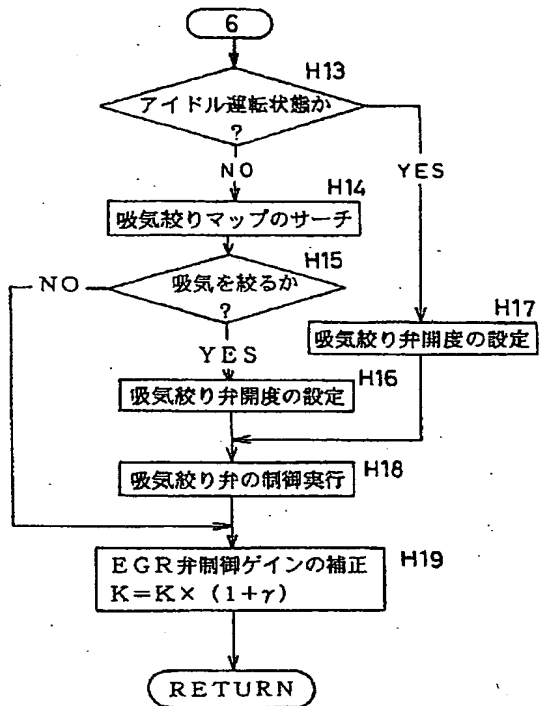 6
H13
アイドル運転状態か
?
NO
YES
H14
吸気絞りマップのサーチ
H15
吸気を絞るか
?
NO
YES
H17
吸気絞り弁開度の設定
H16
吸気絞り弁開度の設定
H18
吸気絞り弁の制御実行
H19
EGR弁制御ゲインの補正
K=K×(1+γ)
RETURN